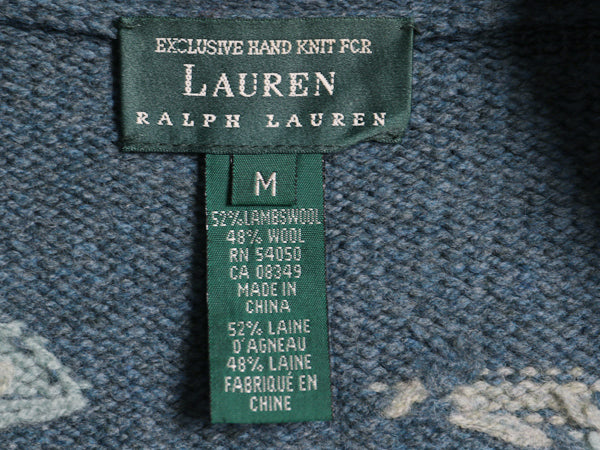 EXCLUSIVE HAND KNIT FOR
LAUREN
RALPH LAUREN
M
52% LAMBSWOOL
48% WOOL
RN 54050
CA 08349
MADE IN
CHINA
52% LAINE
D'AGNEAU
48% LAINE
FABRIQUÉ EN
CHINE